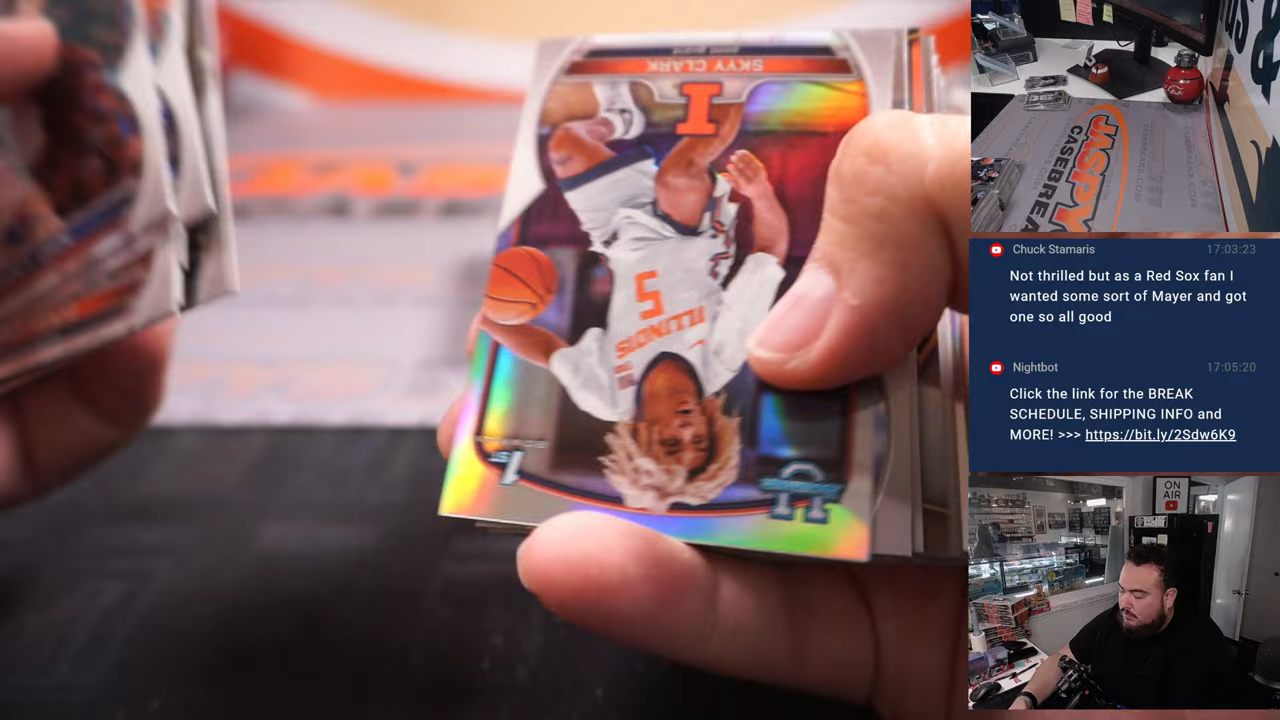 SKYY CLARK
I
5
ILLINOIS
1ST
JASPY
CASEBREA
Chuck Stamaris 17:03:23
Not thrilled but as a Red Sox fan I
wanted some sort of Mayer and got
one so all good
Nightbot 17:05:20
Click the link for the BREAK
SCHEDULE, SHIPPING INFO and
MORE! >>> https://bit.ly/2Sdw6K9
ON
AIR